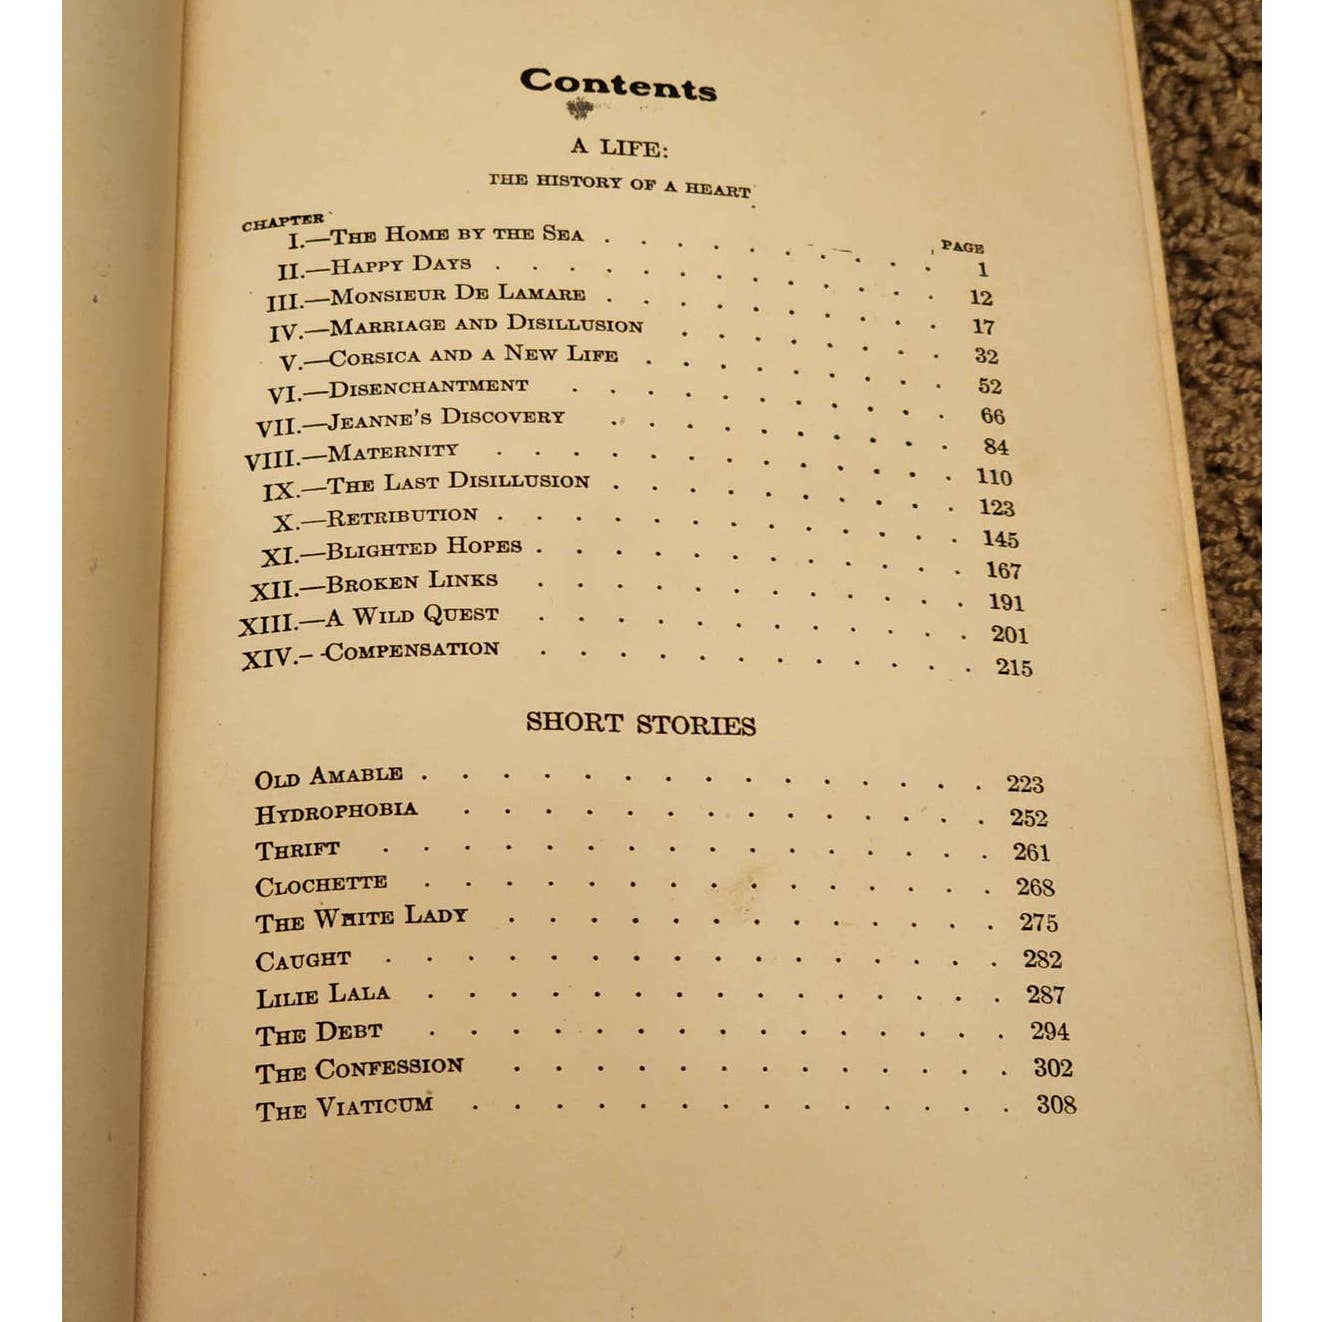 Contents
A LIFE:
THE HISTORY OF A HEART
CHAPTER PAGE
I.—THE HOME BY THE SEA . . . . . . . . . 1
II.—HAPPY DAYS . . . . . . . . . . . . 12
III.—MONSIEUR DE LAMARE . . . . . . . . . 17
IV.—MARRIAGE AND DISILLUSION . . . . . . . 32
V.—CORSICA AND A NEW LIFE . . . . . . . . 52
VI.—DISENCHANTMENT . . . . . . . . . . 66
VII.—JEANNE'S DISCOVERY . . . . . . . . . 84
VIII.—MATERNITY . . . . . . . . . . . . 110
IX.—THE LAST DISILLUSION . . . . . . . . . 123
X.—RETRIBUTION . . . . . . . . . . . . 145
XI.—BLIGHTED HOPES . . . . . . . . . . . 167
XII.—BROKEN LINKS . . . . . . . . . . . 191
XIII.—A WILD QUEST . . . . . . . . . . . 201
XIV.- -COMPENSATION . . . . . . . . . . . 215
SHORT STORIES
OLD AMABLE . . . . . . . . . . . . . . 223
HYDROPHOBIA . . . . . . . . . . . . . 252
THRIFT . . . . . . . . . . . . . . . 261
CLOCHETTE . . . . . . . . . . . . . . 268
THE WHITE LADY . . . . . . . . . . . . 275
CAUGHT . . . . . . . . . . . . . . . 282
LILIE LALA . . . . . . . . . . . . . . 287
THE DEBT . . . . . . . . . . . . . . 294
THE CONFESSION . . . . . . . . . . . . 302
THE VIATICUM . . . . . . . . . . . . . 308